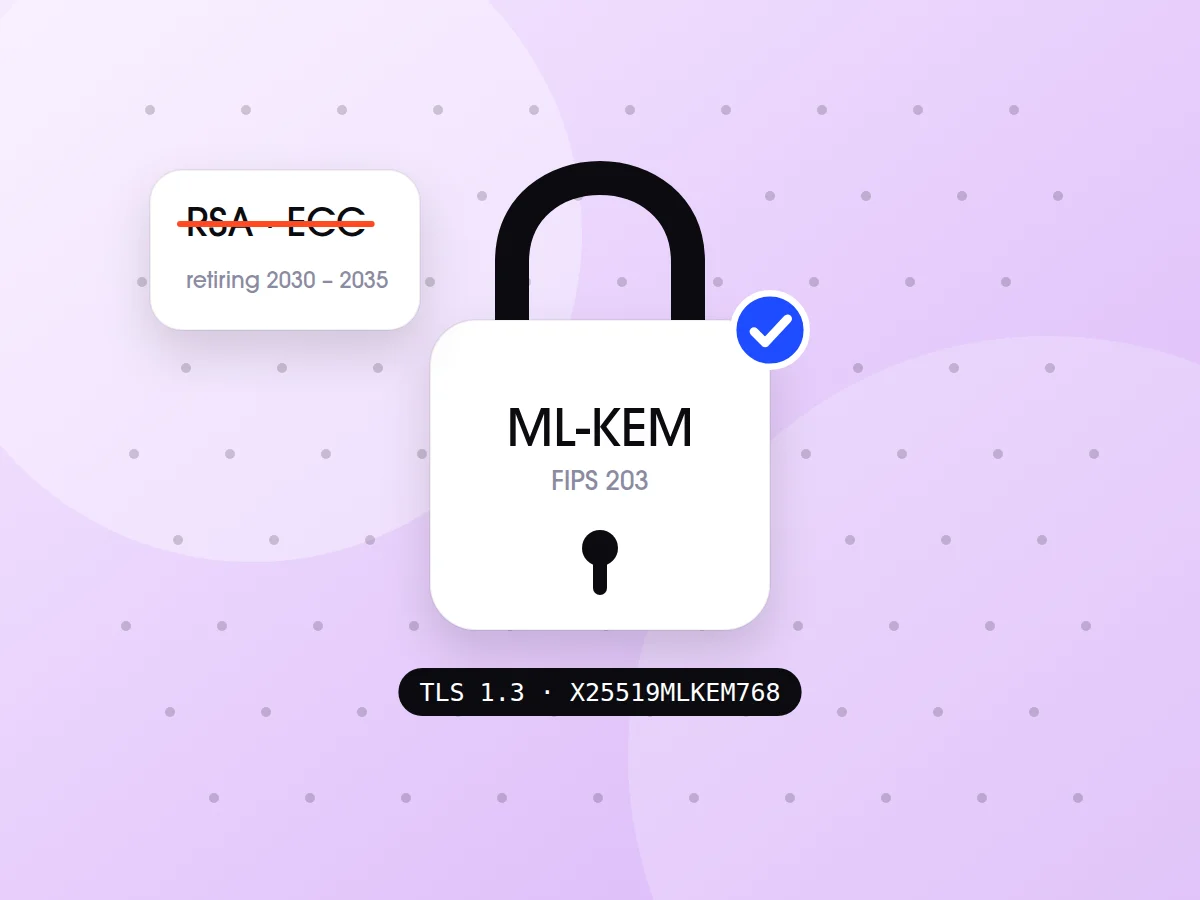 RSA · ECC
retiring 2030 – 2035
ML-KEM
FIPS 203
TLS 1.3 · X25519MLKEM768